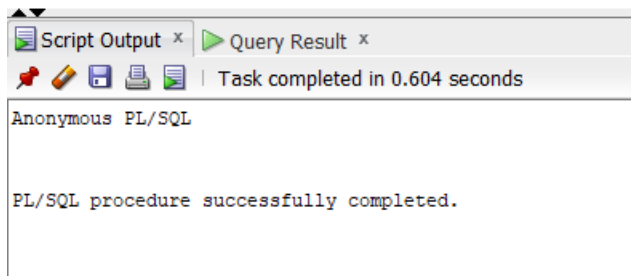 Script Output x Query Result x
Task completed in 0.604 seconds
Anonymous PL/SQL
PL/SQL procedure successfully completed.